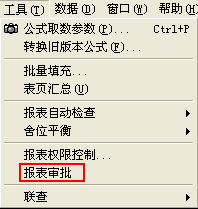 工具(T) 数据(D) 窗口(W) 帮助(H)
公式取数参数(P)... Ctrl+P
转换旧版本公式(F)...
批量填充...
表页汇总(U)
报表自动检查
舍位平衡
报表权限控制...
报表审批
联查